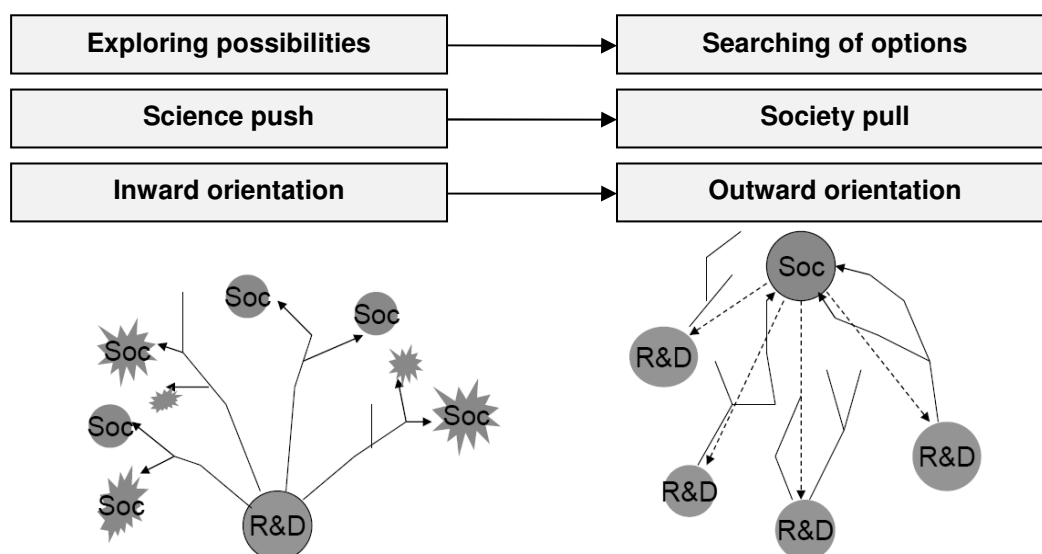 Exploring possibilities
Searching of options
Science push
Society pull
Inward orientation
Outward orientation
Soc
Soc
Soc
Soc
Soc
Soc
R&D
Soc
R&D
R&D
R&D
R&D